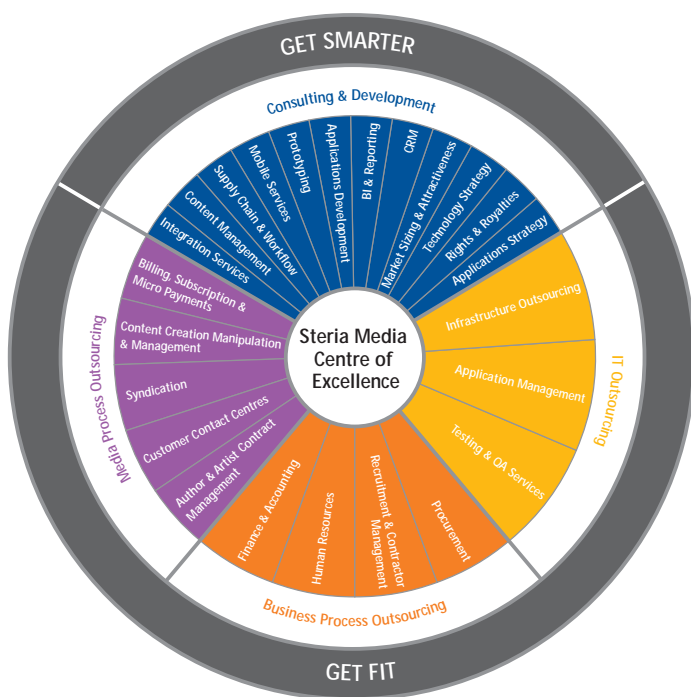 GET SMARTER
Consulting & Development
Integration Services
Content Management
Supply Chain & Workflow
Mobile Services
Prototyping
Applications Development
BI & Reporting
CRM
Market Sizing & Attractiveness
Technology Strategy
Rights & Royalties
Applications Strategy
Infrastructure Outsourcing
Application Management
Testing & QA Services
IT Outsourcing
Procurement
Recruitment & Contractor
Management
Human Resources
Finance & Accounting
Business Process Outsourcing
Author & Artist Contract
Management
Customer Contact Centres
Syndication
Content Creation Manipulation
& Management
Billing, Subscription &
Micro Payments
Media Process Outsourcing
Steria Media
Centre of
Excellence
GET FIT